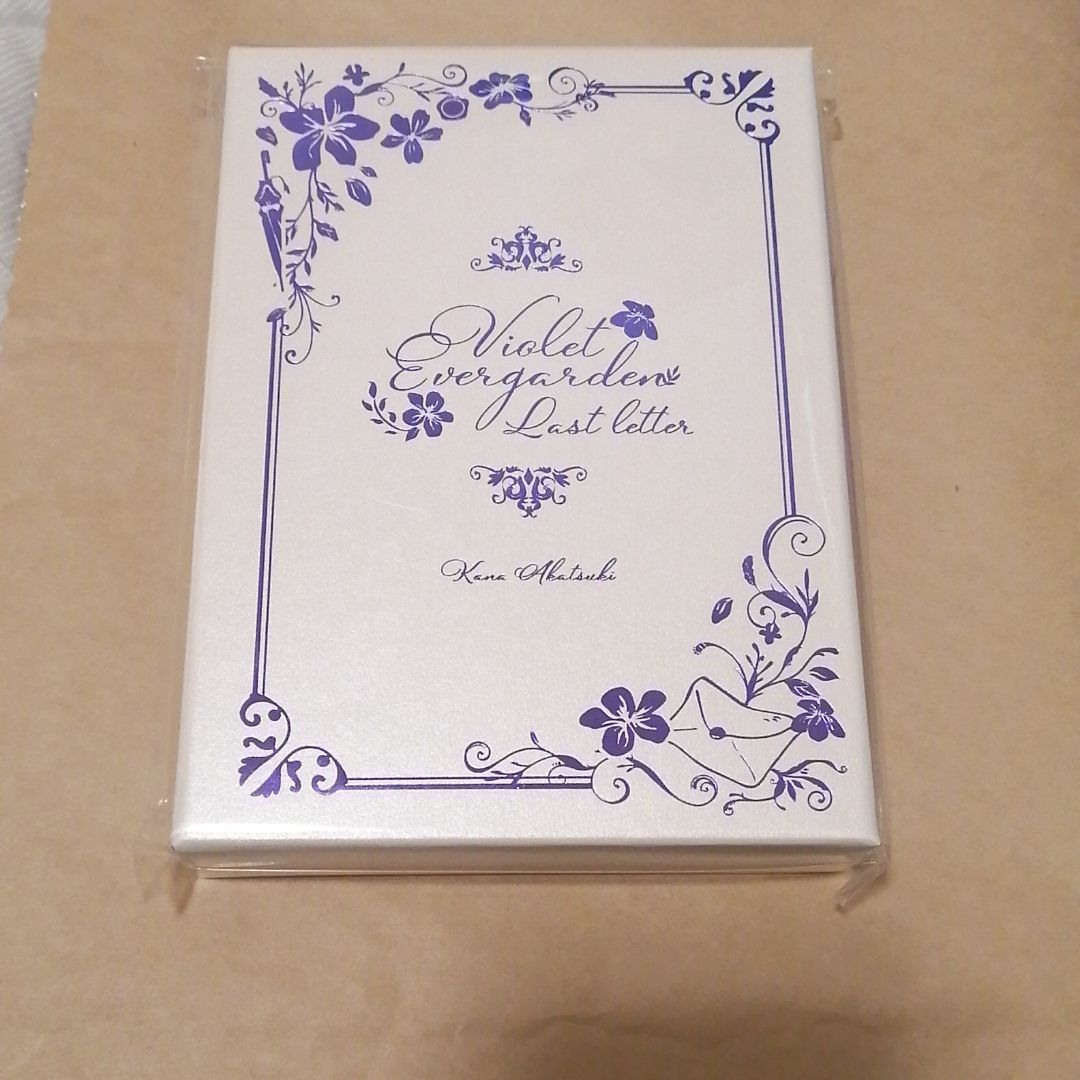 Violet
Evergarden
Last letter
Kana Akatsuki